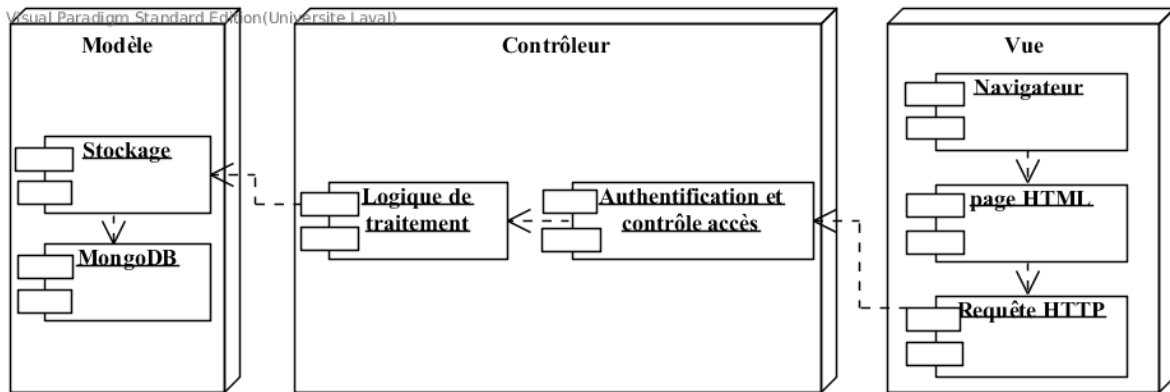 Visual Paradigm Standard Edition(Universite Laval)
Modèle
Stockage
MongoDB
Contrôleur
Logique de
traitement
Authentification et
contrôle accès
Vue
Navigateur
page HTML
Requête HTTP